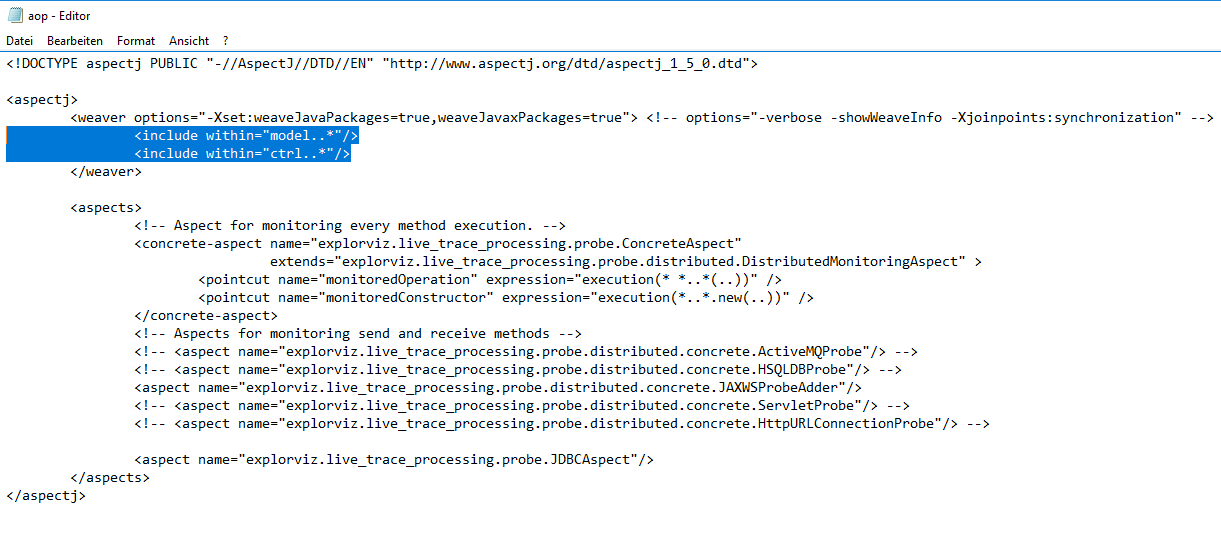 aop - Editor
Datei Bearbeiten Format Ansicht ?
<!DOCTYPE aspectj PUBLIC "-//AspectJ//DTD//EN" "http://www.aspectj.org/dtd/aspectj_1_5_0.dtd">
<aspectj>
<weaver options="-Xset:weaveJavaPackages=true,weaveJavaxPackages=true"> <!-- options="-verbose -showWeaveInfo -Xjoinpoints:synchronization" -->
<include within="model..*"/>
<include within="ctrl..*"/>
</weaver>
<aspects>
<!-- Aspect for monitoring every method execution. -->
<concrete-aspect name="explorviz.live_trace_processing.probe.ConcreteAspect"
extends="explorviz.live_trace_processing.probe.distributed.DistributedMonitoringAspect" >
<pointcut name="monitoredOperation" expression="execution(* *..*(..))" />
<pointcut name="monitoredConstructor" expression="execution(*..*.new(..))" />
</concrete-aspect>
<!-- Aspects for monitoring send and receive methods -->
<!-- <aspect name="explorviz.live_trace_processing.probe.distributed.concrete.ActiveMQProbe"/> -->
<!-- <aspect name="explorviz.live_trace_processing.probe.distributed.concrete.HSQLDBProbe"/> -->
<aspect name="explorviz.live_trace_processing.probe.distributed.concrete.JAXWSProbeAdder"/>
<!-- <aspect name="explorviz.live_trace_processing.probe.distributed.concrete.ServletProbe"/> -->
<!-- <aspect name="explorviz.live_trace_processing.probe.distributed.concrete.HttpURLConnectionProbe"/> -->
<aspect name="explorviz.live_trace_processing.probe.JDBCAspect"/>
</aspects>
</aspectj>